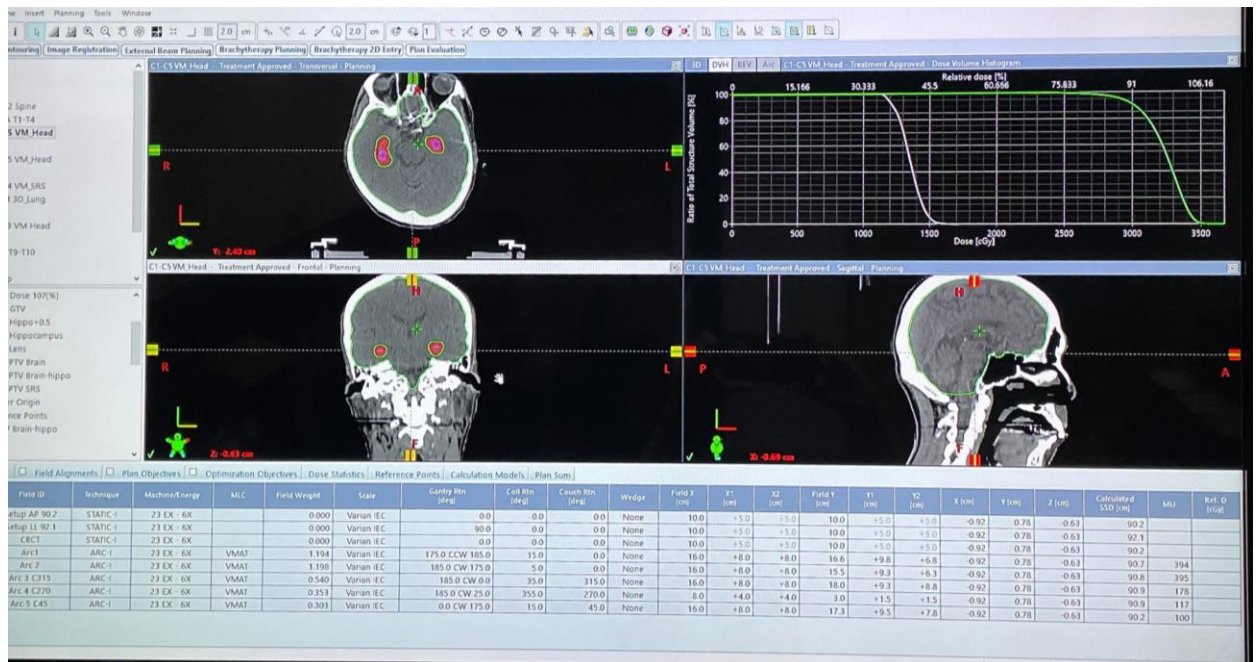 Insert Planning Tools Window
2.0 cm 2.0 cm 1
ntouring Image Registration External Beam Planning Brachytherapy Planning Brachytherapy 2D Entry Plan Evaluation
C1-C5 VM_Head - Treatment Approved - Transversal - Planning
3D DVH BEV Arc C1-C5 VM_Head - Treatment Approved - Dose Volume Histogram
2 Spine
T1-T4
5 VM_Head
5 VM_Head
4 VM_SRS
3D_Lung
VM Head
T9-T10
A
R
L
P
Y: -2.40 cm
Relative dose [%]
0 15.166 30.333 45.5 60.666 75.833 91 106.16
Ratio of Total Structure Volume [%]
100
80
60
40
20
0
0 500 1000 1500 2000 2500 3000 3500
Dose [cGy]
C1-C5 VM_Head - Treatment Approved - Frontal - Planning
C1-C5 VM_Head - Treatment Approved - Sagittal - Planning
Dose 107[%]
GTV
Hippo+0.5
Hippocampus
Lens
PTV Brain
PTV Brain-hippo
PTV SRS
r Origin
nce Points
Brain-hippo
H
R
L
F
Z: -0.63 cm
H
P
A
F
X: -0.69 cm
Field Alignments Plan Objectives Optimization Objectives Dose Statistics Reference Points Calculation Models Plan Sum
Field ID Technique Machine/Energy MLC Field Weight Scale Gantry Rtn [deg] Coll Rtn [deg] Couch Rtn [deg] Wedge Field X [cm] X1 [cm] X2 [cm] Field Y [cm] Y1 [cm] Y2 [cm] X [cm] Y [cm] Z [cm] Calculated SSD [cm] MU Ref. D [cGy]
etup AP 90.2 STATIC-I 23 EX - 6X 0.000 Varian IEC 0.0 0.0 0.0 None 10.0 +5.0 +5.0 10.0 +5.0 +5.0 -0.92 0.78 -0.63 90.2
etup LL 92.1 STATIC-I 23 EX - 6X 0.000 Varian IEC 90.0 0.0 0.0 None 10.0 +5.0 +5.0 10.0 +5.0 +5.0 -0.92 0.78 -0.63 92.1
CBCT STATIC-I 23 EX - 6X 0.000 Varian IEC 0.0 0.0 0.0 None 10.0 +5.0 +5.0 10.0 +5.0 +5.0 -0.92 0.78 -0.63 90.2
Arc1 ARC-I 23 EX - 6X VMAT 1.194 Varian IEC 175.0 CCW 185.0 15.0 0.0 None 16.0 +8.0 +8.0 16.6 +9.8 +6.8 -0.92 0.78 -0.63 90.7 394
Arc 2 ARC-I 23 EX - 6X VMAT 1.198 Varian IEC 185.0 CW 175.0 5.0 0.0 None 16.0 +8.0 +8.0 15.5 +9.3 +6.3 -0.92 0.78 -0.63 90.7 395
Arc 3 C315 ARC-I 23 EX - 6X VMAT 0.540 Varian IEC 185.0 CW 0.0 35.0 315.0 None 16.0 +8.0 +8.0 18.0 +9.3 +8.8 -0.92 0.78 -0.63 90.8 178
Arc 4 C270 ARC-I 23 EX - 6X VMAT 0.353 Varian IEC 185.0 CW 25.0 355.0 270.0 None 8.0 +4.0 +4.0 3.0 +1.5 +1.5 -0.92 0.78 -0.63 90.9 117
Arc 5 C45 ARC-I 23 EX - 6X VMAT 0.303 Varian IEC 0.0 CW 175.0 15.0 45.0 None 16.0 +8.0 +8.0 17.3 +9.5 +7.8 -0.92 0.78 -0.63 90.2 100